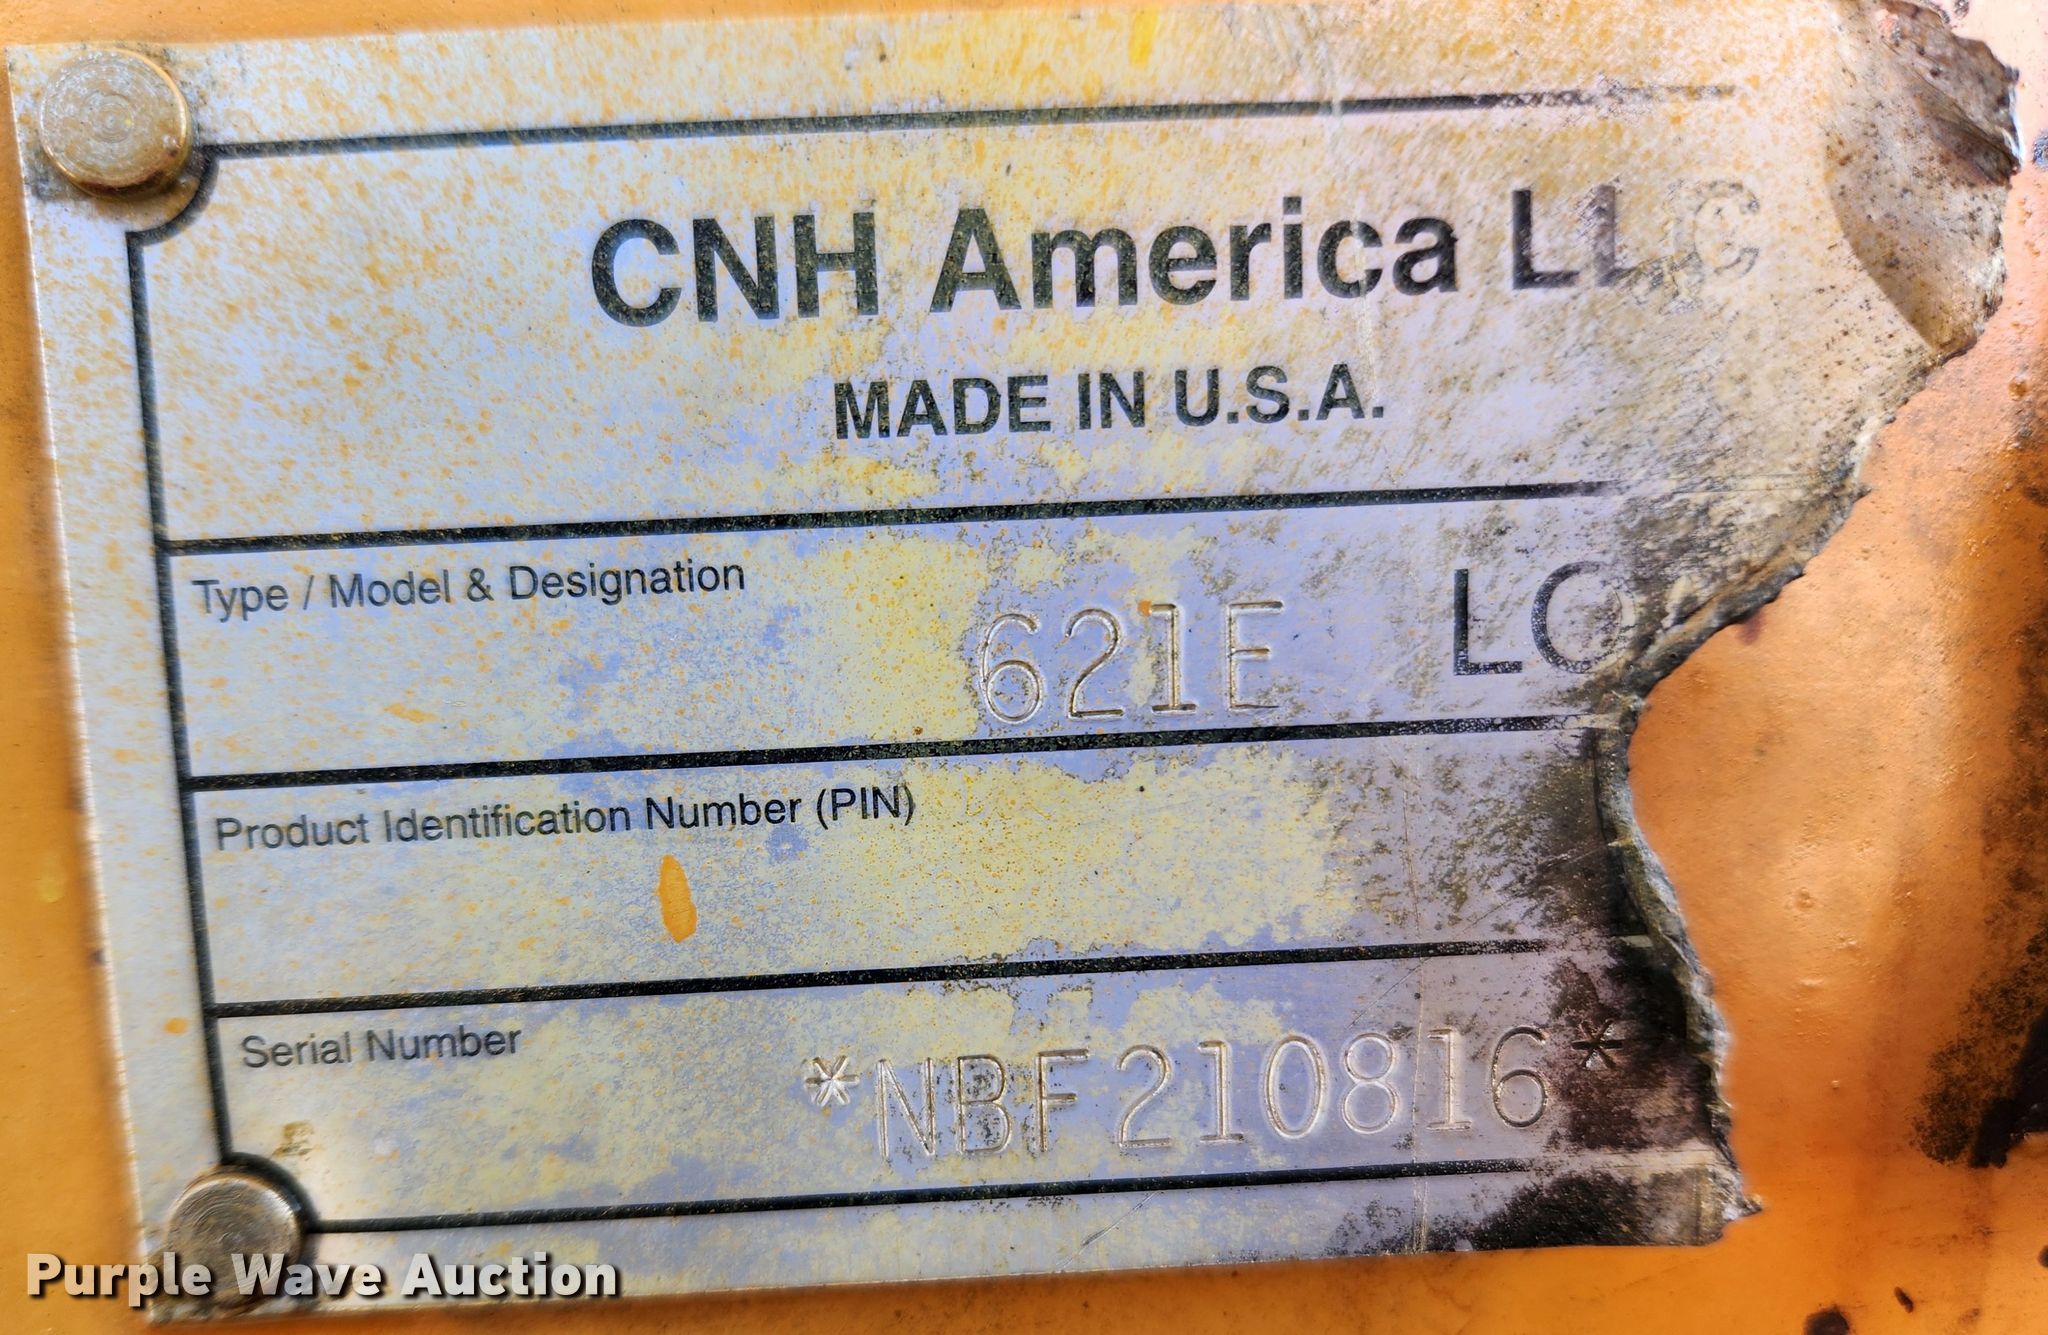 CNH America LLC
MADE IN U.S.A.
Type / Model & Designation
621E LO
Product Identification Number (PIN)
Serial Number
*NBF210816*
Purple Wave Auction